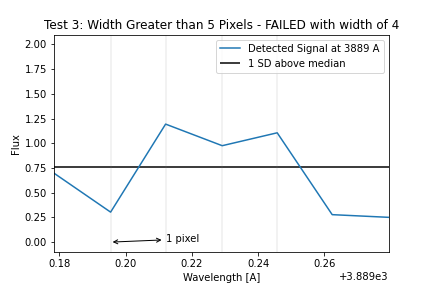 Test 3: Width Greater than 5 Pixels - FAILED with width of 4
2.00
1.75
1.50
1.25
1.00
0.75
0.50
0.25
0.00
Flux
Detected Signal at 3889 A
1 SD above median
1 pixel
0.18 0.20 0.22 0.24 0.26
Wavelength [A]
+3.889e3